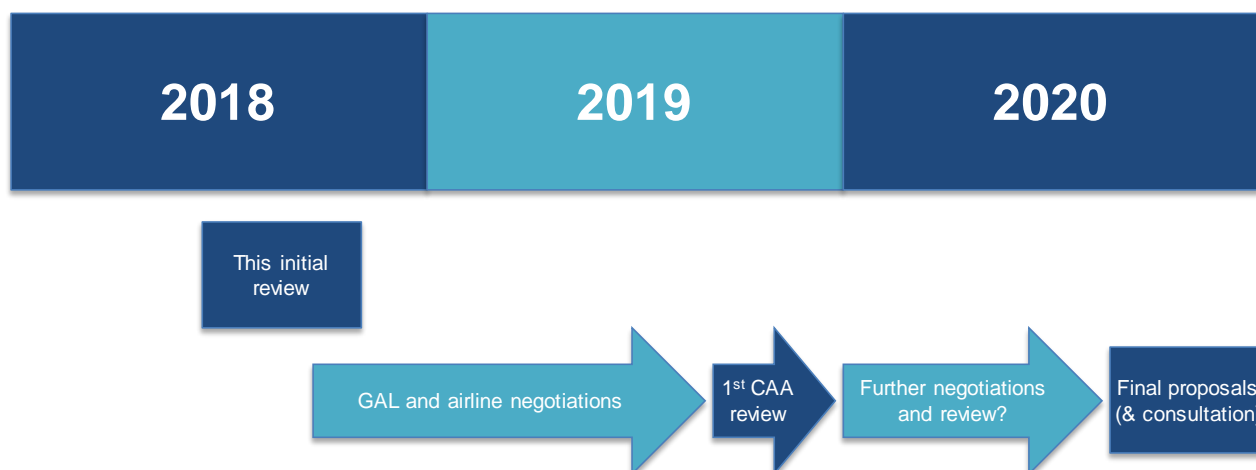 2018
2019
2020
This initial
review
GAL and airline negotiations
1st CAA
review
Further negotiations
and review?
Final proposals
(& consultation